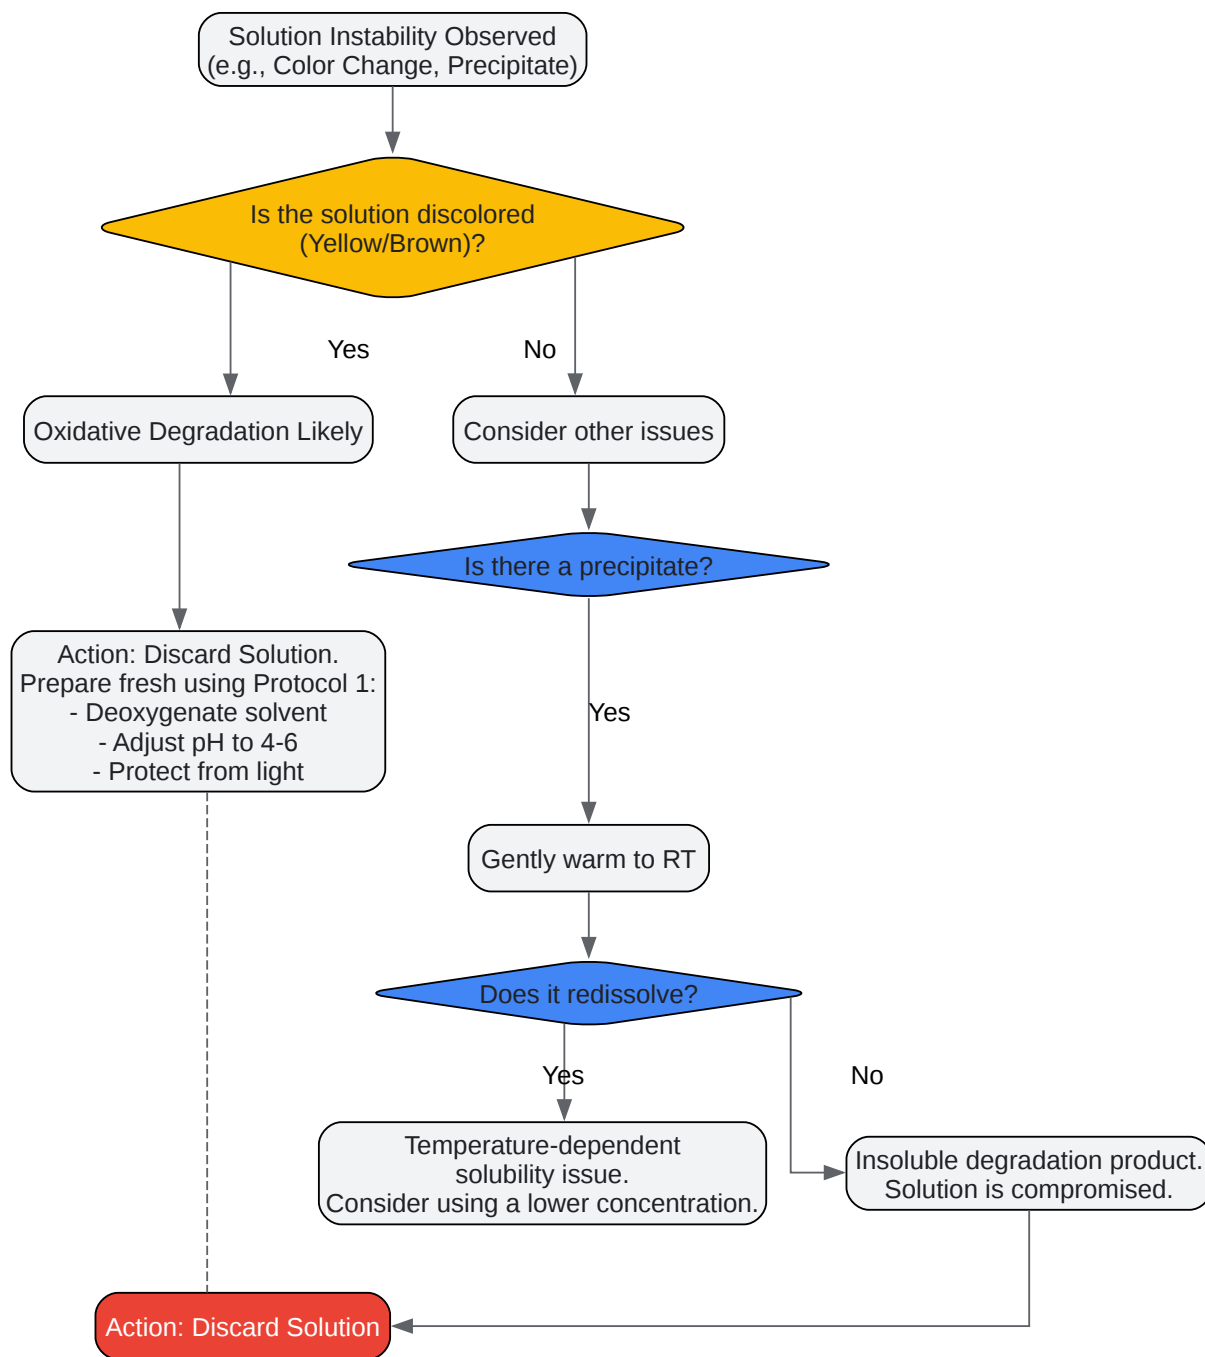 Solution Instability Observed
(e.g., Color Change, Precipitate)
Is the solution discolored
(Yellow/Brown)?
Yes
No
Oxidative Degradation Likely
Consider other issues
Is there a precipitate?
Action: Discard Solution.
Prepare fresh using Protocol 1:
- Deoxygenate solvent
- Adjust pH to 4-6
- Protect from light
Yes
Gently warm to RT
Does it redissolve?
Yes
No
Temperature-dependent
solubility issue.
Consider using a lower concentration.
Insoluble degradation product.
Solution is compromised.
Action: Discard Solution